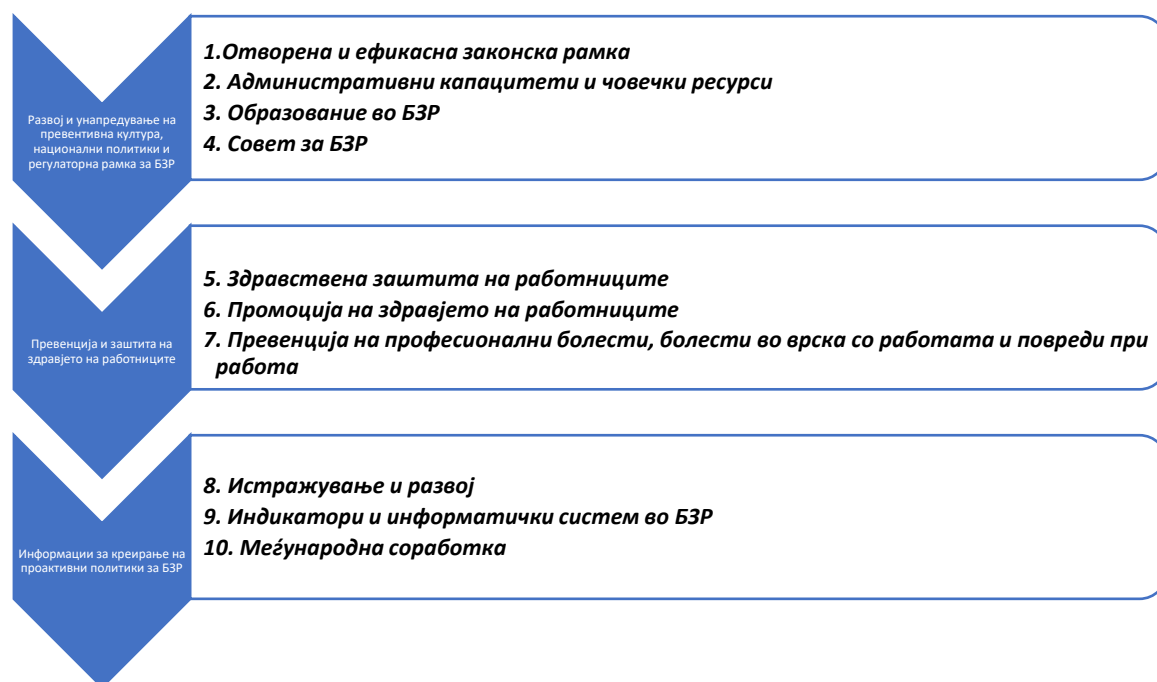 Развој и унапредување на
превентивна култура,
национални политики и
регулаторна рамка за БЗР
1.Отворена и ефикасна законска рамка
2. Административни капацитети и човечки ресурси
3. Образование во БЗР
4. Совет за БЗР
Превенција и заштита на
здравјето на работниците
5. Здравствена заштита на работниците
6. Промоција на здравјето на работниците
7. Превенција на професионални болести, болести во врска со работата и повреди при
работа
Информации за креирање на
проактивни политики за БЗР
8. Истражување и развој
9. Индикатори и информатички систем во БЗР
10. Меѓународна соработка